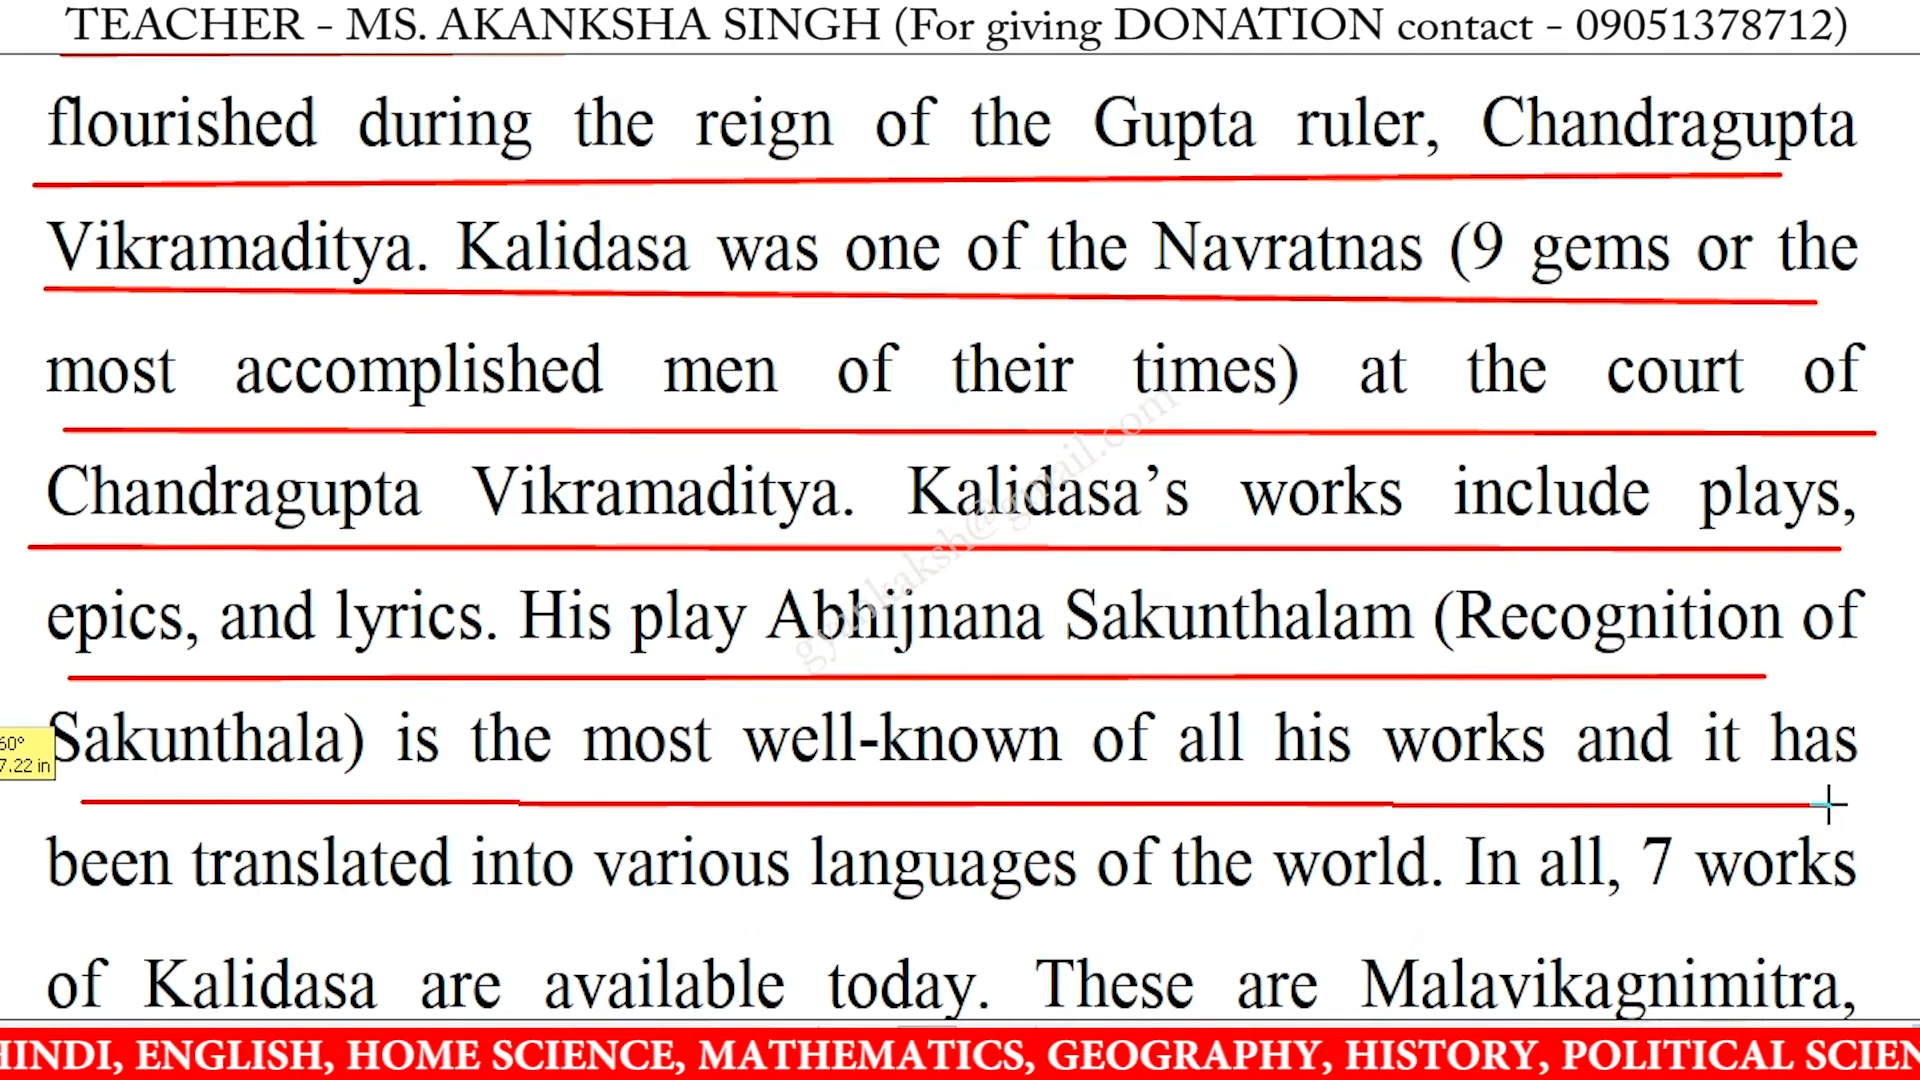 TEACHER - MS. AKANKSHA SINGH (For giving DONATION contact - 09051378712)
flourished during the reign of the Gupta ruler, Chandragupta
Vikramaditya. Kalidasa was one of the Navratnas (9 gems or the
most accomplished men of their times) at the court of
Chandragupta Vikramaditya. Kalidasa’s works include plays,
epics, and lyrics. His play Abhijnana Sakunthalam (Recognition of
Sakunthala) is the most well-known of all his works and it has
60°
7.22 in
been translated into various languages of the world. In all, 7 works
of Kalidasa are available today. These are Malavikagnimitra,
HINDI, ENGLISH, HOME SCIENCE, MATHEMATICS, GEOGRAPHY, HISTORY, POLITICAL SCIEN